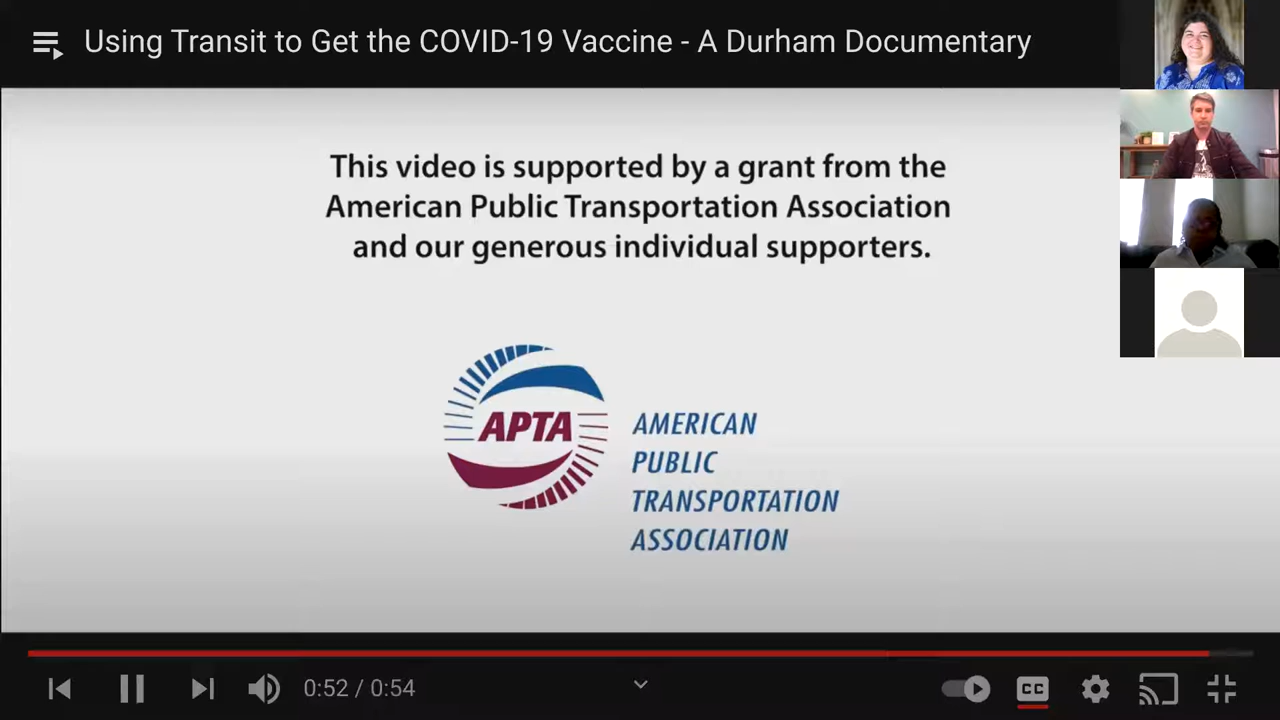 Using Transit to Get the COVID-19 Vaccine - A Durham Documentary
This video is supported by a grant from the
American Public Transportation Association
and our generous individual supporters.
APTA
AMERICAN
PUBLIC
TRANSPORTATION
ASSOCIATION
0:52 / 0:54
CC